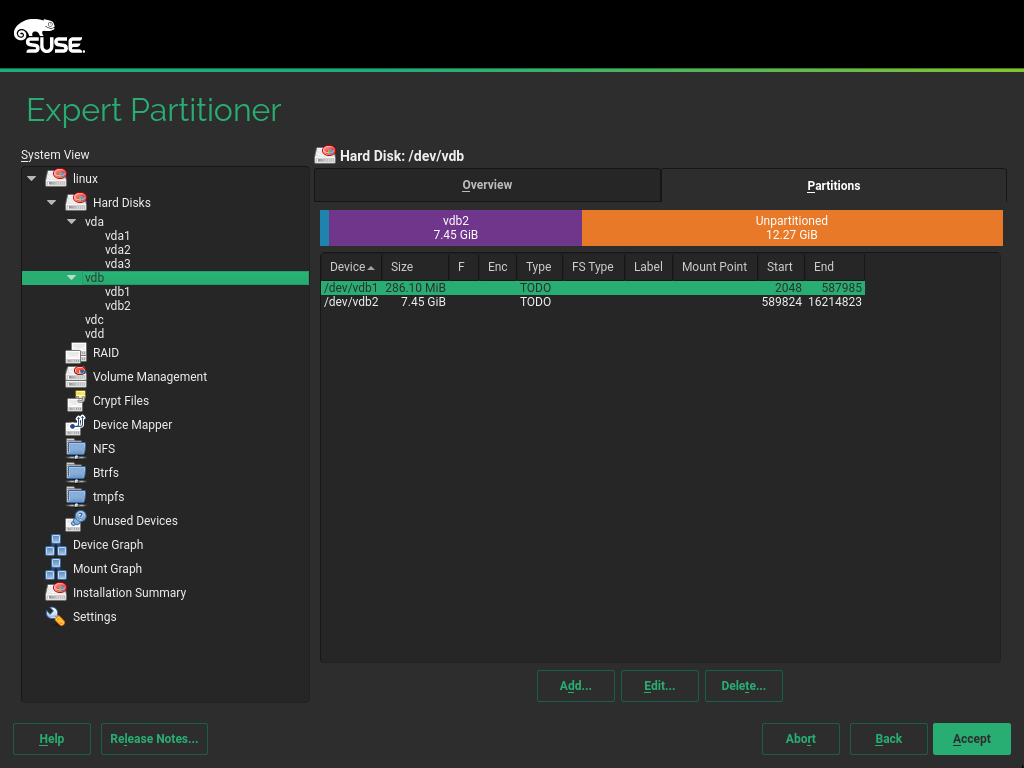 SUSE.
Expert Partitioner
System View
linux
Hard Disks
vda
vda1
vda2
vda3
vdb
vdb1
vdb2
vdc
vdd
RAID
Volume Management
Crypt Files
Device Mapper
NFS
Btrfs
tmpfs
Unused Devices
Device Graph
Mount Graph
Installation Summary
Settings
Hard Disk: /dev/vdb
Overview Partitions
vdb2 Unpartitioned
7.45 GiB 12.27 GiB
Device Size F Enc Type FS Type Label Mount Point Start End
/dev/vdb1 286.10 MiB TODO 2048 587985
/dev/vdb2 7.45 GiB TODO 589824 16214823
Add... Edit... Delete...
Help Release Notes... Abort Back Accept